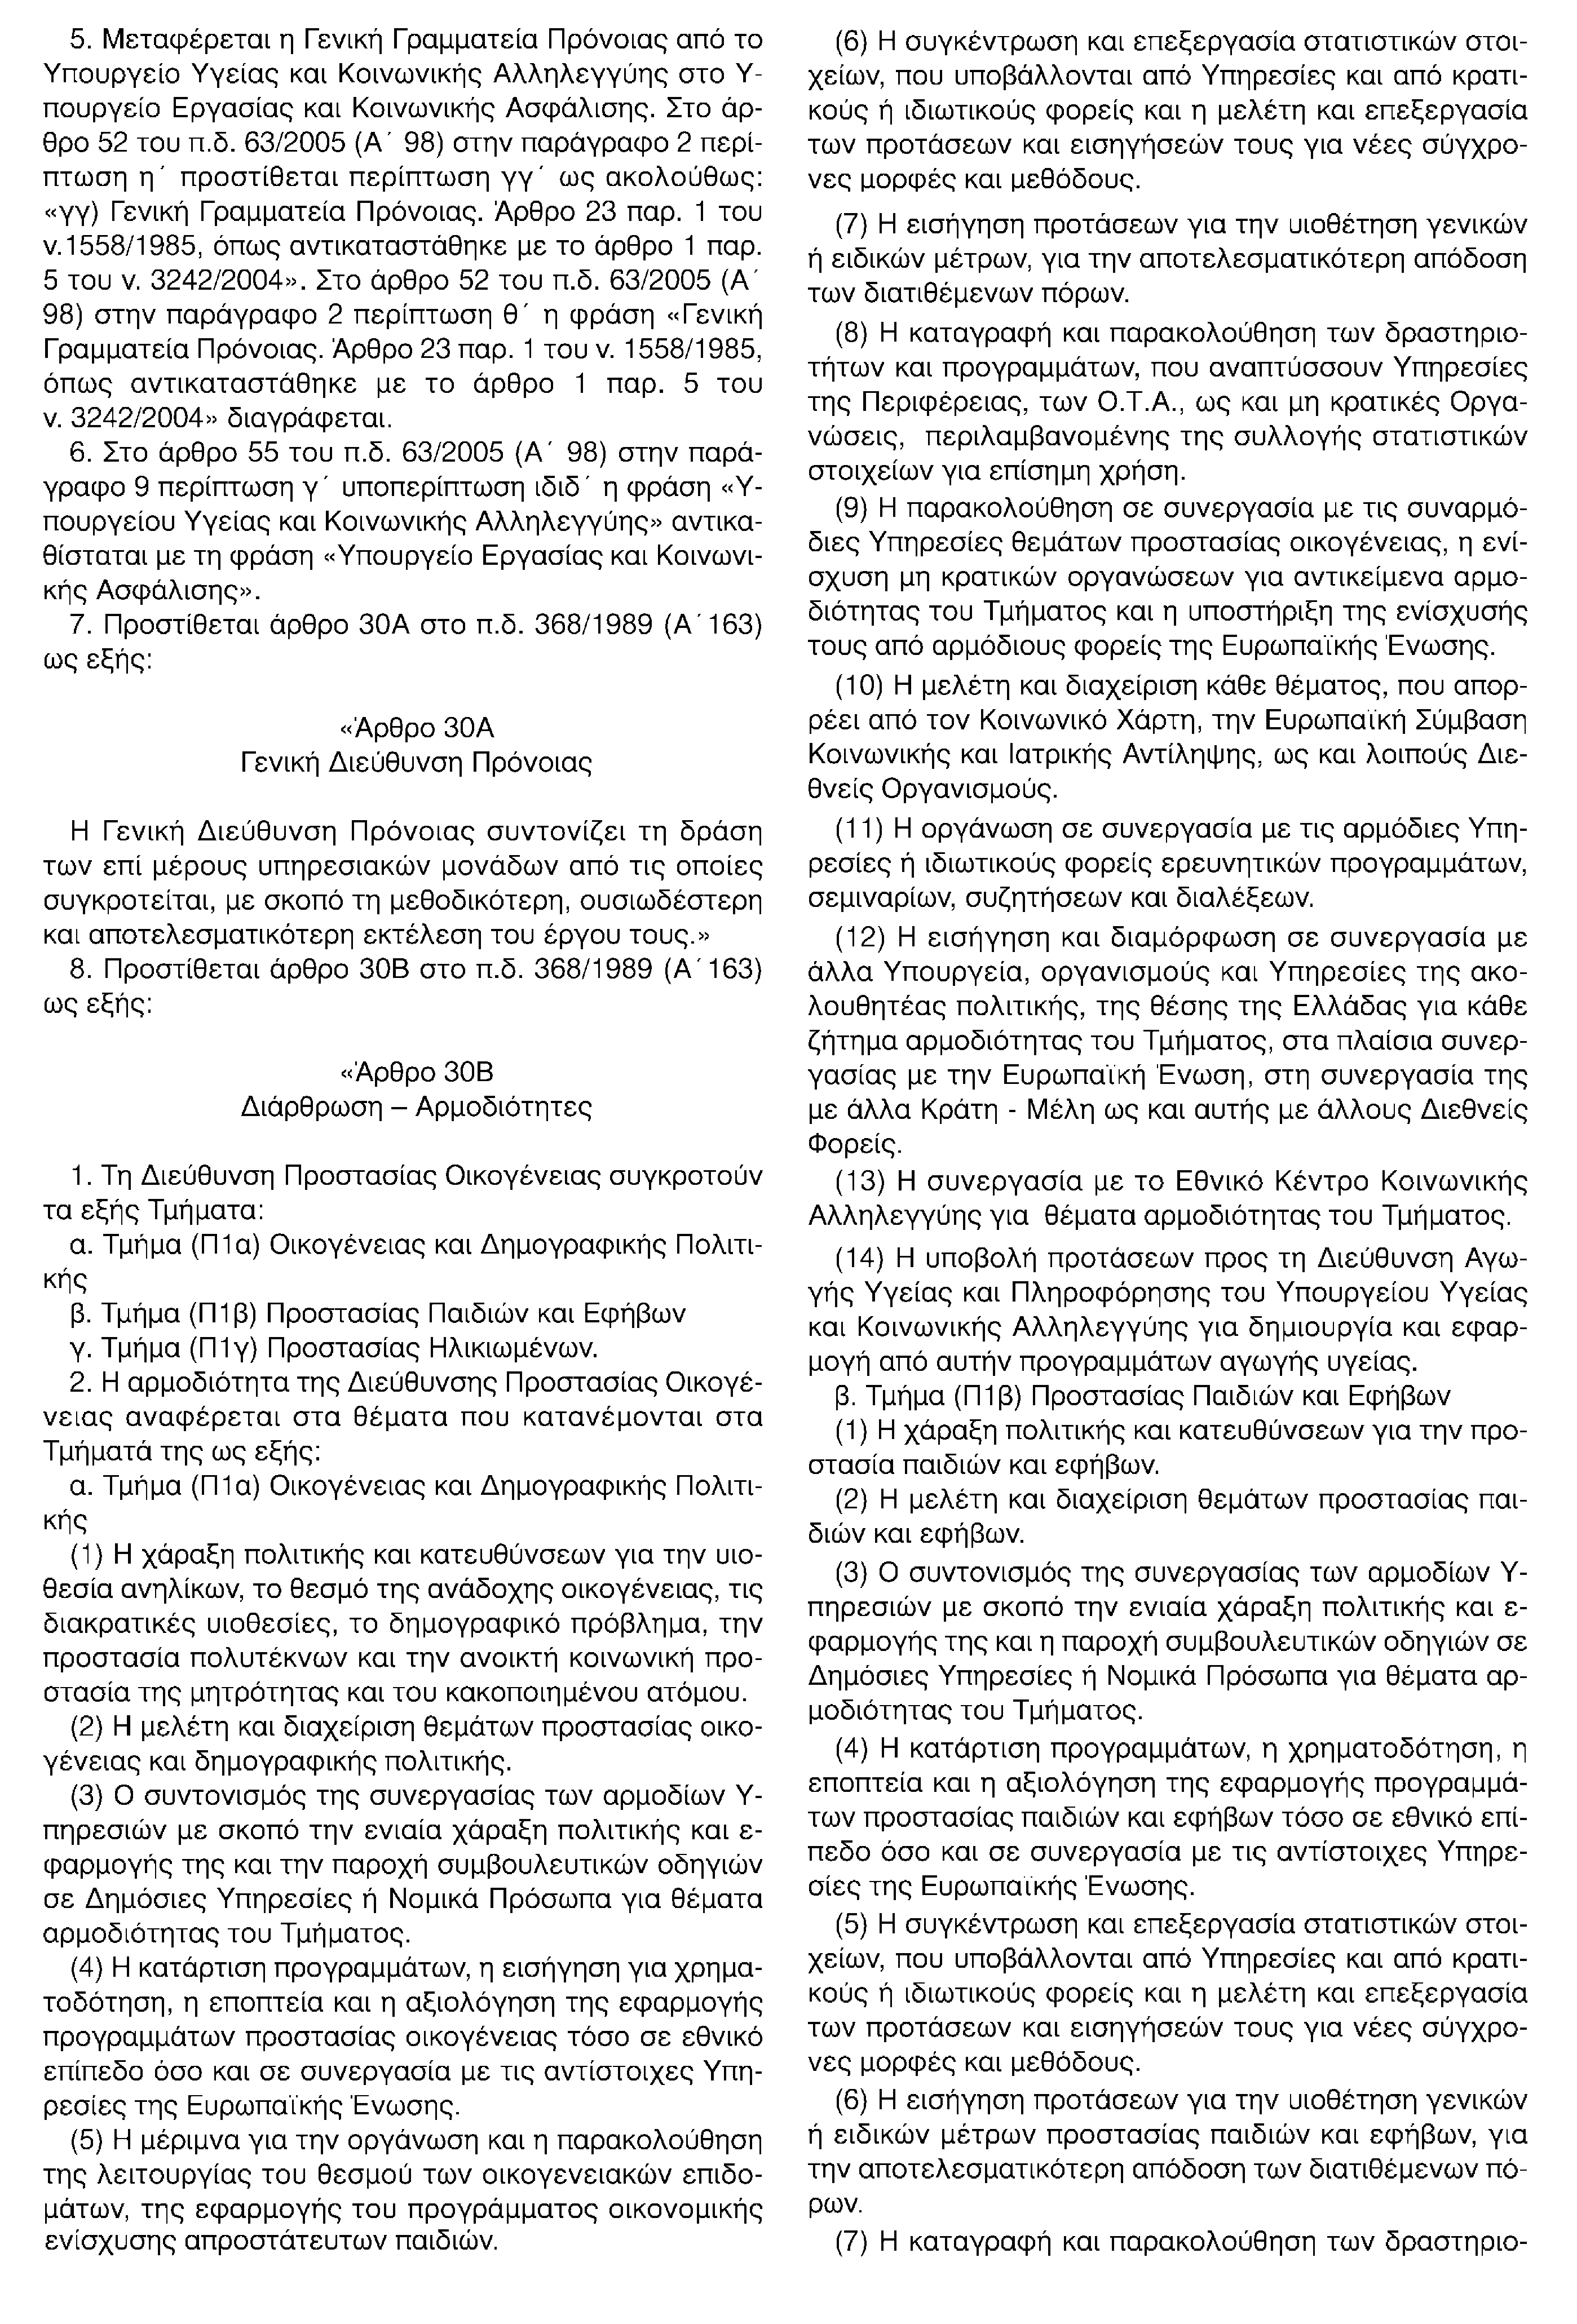 5. Μεταφέρεται η Γενική Γραμματεία Πρόνοιας από το
Υπουργείο Υγείας και Κοινωνικής Αλληλεγγύης στο Υ-
πουργείο Εργασίας και Κοινωνικής Ασφάλισης. Στο άρ-
θρο 52 του π.δ. 63/2005 (Α΄ 98) στην παράγραφο 2 περί-
πτωση η΄ προστίθεται περίπτωση γγ΄ ως ακολούθως:
«γγ) Γενική Γραμματεία Πρόνοιας. Άρθρο 23 παρ. 1 του
ν.1558/1985, όπως αντικαταστάθηκε με το άρθρο 1 παρ.
5 του ν. 3242/2004». Στο άρθρο 52 του π.δ. 63/2005 (Α΄
98) στην παράγραφο 2 περίπτωση θ΄ η φράση «Γενική
Γραμματεία Πρόνοιας. Άρθρο 23 παρ. 1 του ν. 1558/1985,
όπως αντικαταστάθηκε με το άρθρο 1 παρ. 5 του
ν. 3242/2004» διαγράφεται.
6. Στο άρθρο 55 του π.δ. 63/2005 (Α΄ 98) στην παρά-
γραφο 9 περίπτωση γ΄ υποπερίπτωση ιδιδ΄ η φράση «Υ-
πουργείου Υγείας και Κοινωνικής Αλληλεγγύης» αντικα-
θίσταται με τη φράση «Υπουργείο Εργασίας και Κοινωνι-
κής Ασφάλισης».
7. Προστίθεται άρθρο 30Α στο π.δ. 368/1989 (Α΄163)
ως εξής:
«Άρθρο 30Α
Γενική Διεύθυνση Πρόνοιας
Η Γενική Διεύθυνση Πρόνοιας συντονίζει τη δράση
των επί μέρους υπηρεσιακών μονάδων από τις οποίες
συγκροτείται, με σκοπό τη μεθοδικότερη, ουσιωδέστερη
και αποτελεσματικότερη εκτέλεση του έργου τους.»
8. Προστίθεται άρθρο 30Β στο π.δ. 368/1989 (Α΄163)
ως εξής:
«Άρθρο 30Β
Διάρθρωση – Αρμοδιότητες
1. Τη Διεύθυνση Προστασίας Οικογένειας συγκροτούν
τα εξής Τμήματα:
α. Τμήμα (Π1α) Οικογένειας και Δημογραφικής Πολιτι-
κής
β. Τμήμα (Π1β) Προστασίας Παιδιών και Εφήβων
γ. Τμήμα (Π1γ) Προστασίας Ηλικιωμένων.
2. Η αρμοδιότητα της Διεύθυνσης Προστασίας Οικογέ-
νειας αναφέρεται στα θέματα που κατανέμονται στα
Τμήματά της ως εξής:
α. Τμήμα (Π1α) Οικογένειας και Δημογραφικής Πολιτι-
κής
(1) Η χάραξη πολιτικής και κατευθύνσεων για την υιο-
θεσία ανηλίκων, το θεσμό της ανάδοχης οικογένειας, τις
διακρατικές υιοθεσίες, το δημογραφικό πρόβλημα, την
προστασία πολυτέκνων και την ανοικτή κοινωνική προ-
στασία της μητρότητας και του κακοποιημένου ατόμου.
(2) Η μελέτη και διαχείριση θεμάτων προστασίας οικο-
γένειας και δημογραφικής πολιτικής.
(3) Ο συντονισμός της συνεργασίας των αρμοδίων Υ-
πηρεσιών με σκοπό την ενιαία χάραξη πολιτικής και ε-
φαρμογής της και την παροχή συμβουλευτικών οδηγιών
σε Δημόσιες Υπηρεσίες ή Νομικά Πρόσωπα για θέματα
αρμοδιότητας του Τμήματος.
(4) Η κατάρτιση προγραμμάτων, η εισήγηση για χρημα-
τοδότηση, η εποπτεία και η αξιολόγηση της εφαρμογής
προγραμμάτων προστασίας οικογένειας τόσο σε εθνικό
επίπεδο όσο και σε συνεργασία με τις αντίστοιχες Υπη-
ρεσίες της Ευρωπαϊκής Ένωσης.
(5) Η μέριμνα για την οργάνωση και η παρακολούθηση
της λειτουργίας του θεσμού των οικογενειακών επιδο-
μάτων, της εφαρμογής του προγράμματος οικονομικής
ενίσχυσης απροστάτευτων παιδιών.
(6) Η συγκέντρωση και επεξεργασία στατιστικών στοι-
χείων, που υποβάλλονται από Υπηρεσίες και από κρατι-
κούς ή ιδιωτικούς φορείς και η μελέτη και επεξεργασία
των προτάσεων και εισηγήσεών τους για νέες σύγχρο-
νες μορφές και μεθόδους.
(7) Η εισήγηση προτάσεων για την υιοθέτηση γενικών
ή ειδικών μέτρων, για την αποτελεσματικότερη απόδοση
των διατιθέμενων πόρων.
(8) Η καταγραφή και παρακολούθηση των δραστηριο-
τήτων και προγραμμάτων, που αναπτύσσουν Υπηρεσίες
της Περιφέρειας, των Ο.Τ.Α., ως και μη κρατικές Οργα-
νώσεις, περιλαμβανομένης της συλλογής στατιστικών
στοιχείων για επίσημη χρήση.
(9) Η παρακολούθηση σε συνεργασία με τις συναρμό-
διες Υπηρεσίες θεμάτων προστασίας οικογένειας, η ενί-
σχυση μη κρατικών οργανώσεων για αντικείμενα αρμο-
διότητας του Τμήματος και η υποστήριξη της ενίσχυσής
τους από αρμόδιους φορείς της Ευρωπαϊκής Ένωσης.
(10) Η μελέτη και διαχείριση κάθε θέματος, που απορ-
ρέει από τον Κοινωνικό Χάρτη, την Ευρωπαϊκή Σύμβαση
Κοινωνικής και Ιατρικής Αντίληψης, ως και λοιπούς Διε-
θνείς Οργανισμούς.
(11) Η οργάνωση σε συνεργασία με τις αρμόδιες Υπη-
ρεσίες ή ιδιωτικούς φορείς ερευνητικών προγραμμάτων,
σεμιναρίων, συζητήσεων και διαλέξεων.
(12) Η εισήγηση και διαμόρφωση σε συνεργασία με
άλλα Υπουργεία, οργανισμούς και Υπηρεσίες της ακο-
λουθητέας πολιτικής, της θέσης της Ελλάδας για κάθε
ζήτημα αρμοδιότητας του Τμήματος, στα πλαίσια συνερ-
γασίας με την Ευρωπαϊκή Ένωση, στη συνεργασία της
με άλλα Κράτη - Μέλη ως και αυτής με άλλους Διεθνείς
Φορείς.
(13) Η συνεργασία με το Εθνικό Κέντρο Κοινωνικής
Αλληλεγγύης για θέματα αρμοδιότητας του Τμήματος.
(14) Η υποβολή προτάσεων προς τη Διεύθυνση Αγω-
γής Υγείας και Πληροφόρησης του Υπουργείου Υγείας
και Κοινωνικής Αλληλεγγύης για δημιουργία και εφαρ-
μογή από αυτήν προγραμμάτων αγωγής υγείας.
β. Τμήμα (Π1β) Προστασίας Παιδιών και Εφήβων
(1) Η χάραξη πολιτικής και κατευθύνσεων για την προ-
στασία παιδιών και εφήβων.
(2) Η μελέτη και διαχείριση θεμάτων προστασίας παι-
διών και εφήβων.
(3) Ο συντονισμός της συνεργασίας των αρμοδίων Υ-
πηρεσιών με σκοπό την ενιαία χάραξη πολιτικής και ε-
φαρμογής της και η παροχή συμβουλευτικών οδηγιών σε
Δημόσιες Υπηρεσίες ή Νομικά Πρόσωπα για θέματα αρ-
μοδιότητας του Τμήματος.
(4) Η κατάρτιση προγραμμάτων, η χρηματοδότηση, η
εποπτεία και η αξιολόγηση της εφαρμογής προγραμμά-
των προστασίας παιδιών και εφήβων τόσο σε εθνικό επί-
πεδο όσο και σε συνεργασία με τις αντίστοιχες Υπηρε-
σίες της Ευρωπαϊκής Ένωσης.
(5) Η συγκέντρωση και επεξεργασία στατιστικών στοι-
χείων, που υποβάλλονται από Υπηρεσίες και από κρατι-
κούς ή ιδιωτικούς φορείς και η μελέτη και επεξεργασία
των προτάσεων και εισηγήσεών τους για νέες σύγχρο-
νες μορφές και μεθόδους.
(6) Η εισήγηση προτάσεων για την υιοθέτηση γενικών
ή ειδικών μέτρων προστασίας παιδιών και εφήβων, για
την αποτελεσματικότερη απόδοση των διατιθέμενων πό-
ρων.
(7) Η καταγραφή και παρακολούθηση των δραστηριο-